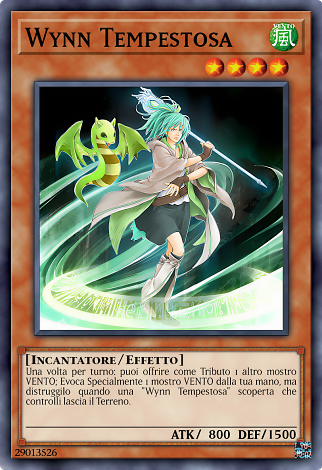 Wynn Tempestosa
VENTO
風
[Incantatore/Effetto]
Una volta per turno: puoi offrire come Tributo 1 altro mostro
VENTO; Evoca Specialmente 1 mostro VENTO dalla tua mano, ma
distruggilo quando una "Wynn Tempestosa" scoperta che
controlli lascia il Terreno.
ATK/ 800 DEF/1500
29013526